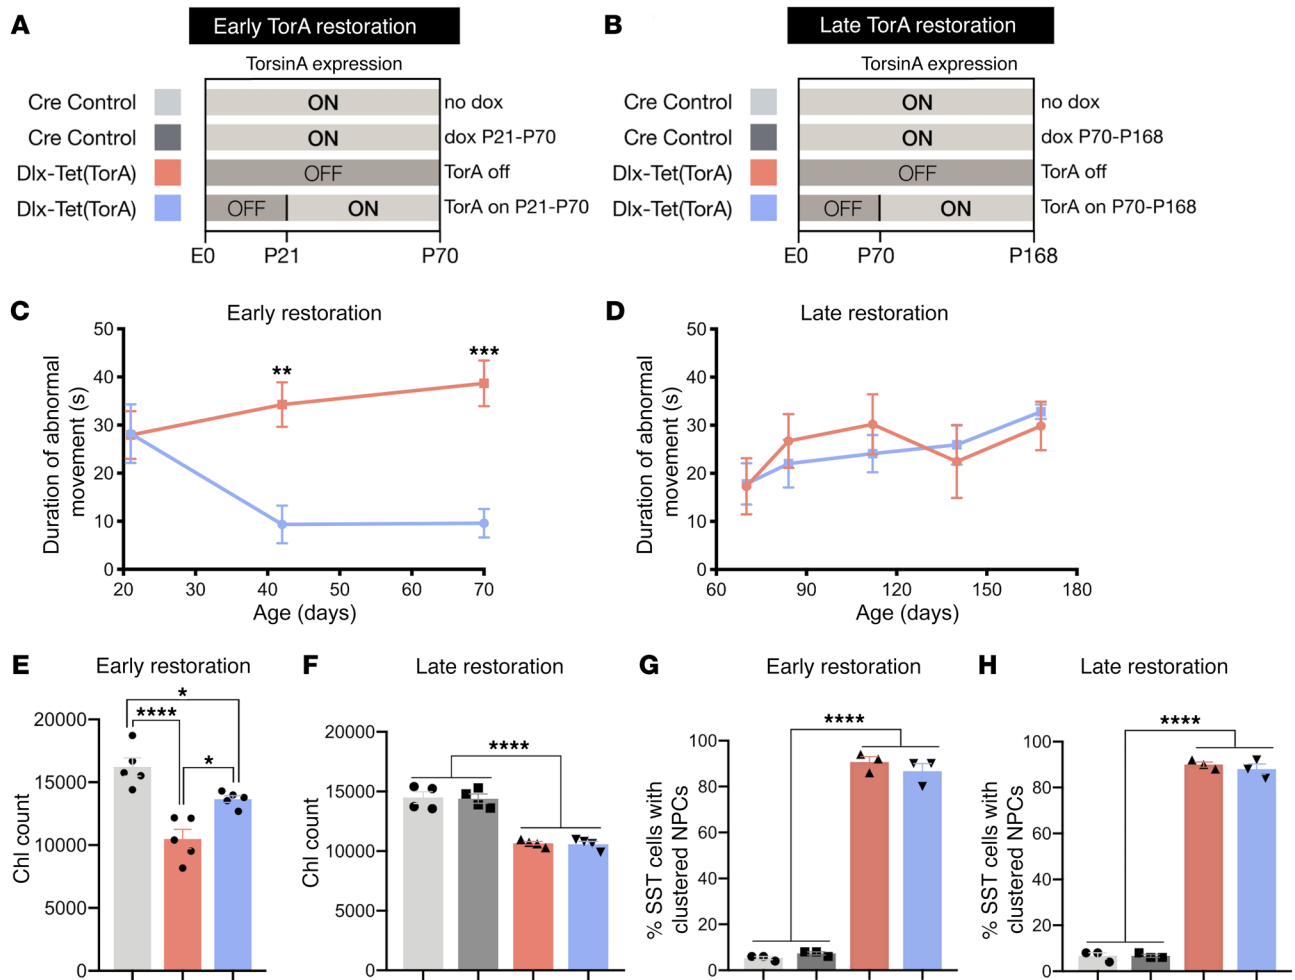 A
Early TorA restoration
TorsinA expression
Cre Control
ON
no dox
Cre Control
ON
dox P21-P70
Dlx-Tet(TorA)
OFF
TorA off
Dlx-Tet(TorA)
OFF
ON
TorA on P21-P70
E0
P21
P70
B
Late TorA restoration
TorsinA expression
Cre Control
ON
no dox
Cre Control
ON
dox P70-P168
Dlx-Tet(TorA)
OFF
TorA off
Dlx-Tet(TorA)
OFF
ON
TorA on P70-P168
E0
P70
P168
C
Early restoration
Duration of abnormal
movement (s)
50
40
30
20
10
0
**
***
20
30
40
50
60
70
Age (days)
D
Late restoration
Duration of abnormal
movement (s)
50
40
30
20
10
0
60
90
120
150
180
Age (days)
E
Early restoration
ChI count
20000
15000
10000
5000
0
*
****
*
F
Late restoration
ChI count
20000
15000
10000
5000
0
****
G
Early restoration
% SST cells with
clustered NPCs
100
80
60
40
20
0
****
H
Late restoration
% SST cells with
clustered NPCs
100
80
60
40
20
0
****